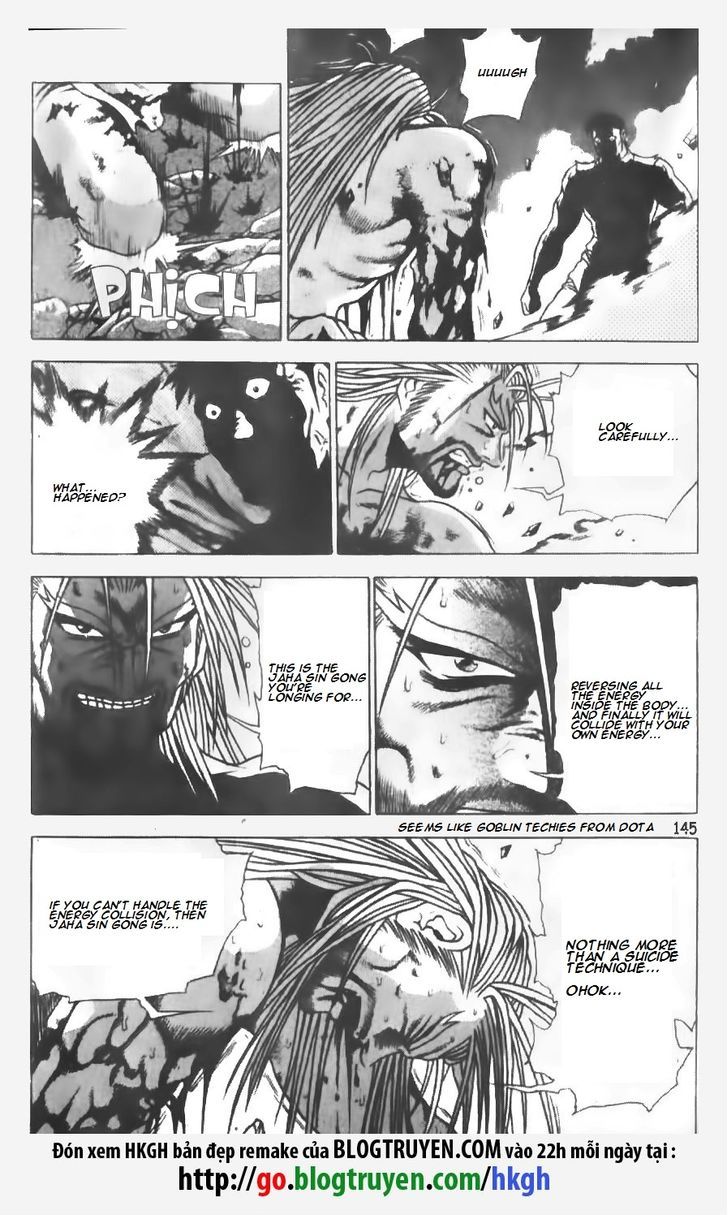 UUUUGH
PHỊCH
WHAT...
HAPPENED?
LOOK
CAREFULLY...
THIS IS THE
JAHA SIN GONG
YOU'RE
LONGING FOR...
REVERSING ALL
THE ENERGY
INSIDE THE BODY...
AND FINALLY IT WILL
COLLIDE WITH YOUR
OWN ENERGY...
SEEMS LIKE GOBLIN TECHIES FROM DOTA 145
IF YOU CAN'T HANDLE THE
ENERGY COLLISION, THEN
JAHA SIN GONG IS....
NOTHING MORE
THAN A SUICIDE
TECHNIQUE...
OHOK...
Đón xem HKGH bản đẹp remake của BLOGTRUYEN.COM vào 22h mỗi ngày tại :
http://go.blogtruyen.com/hkgh